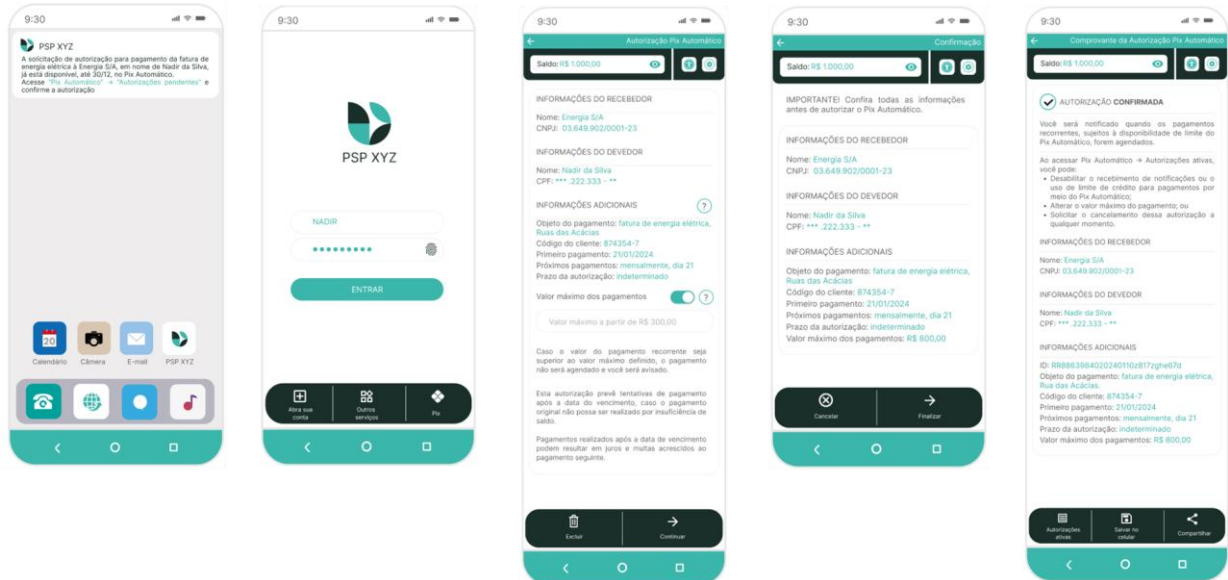 9:30
PSP XYZ
A solicitação de autorização para pagamento da fatura de
energia elétrica à Energia S/A, em nome de Nadir da Silva,
já está disponível, até 30/12, no Pix Automático.
Acesse "Pix Automático" → "Autorizações pendentes" e
confirme a autorização
20
Calendário
Câmera
E-mail
PSP XYZ
9:30
PSP XYZ
NADIR
ENTRAR
Abra sua
conta
Outros
serviços
Pix
9:30
Autorização Pix Automático
Saldo: R$ 1.000,00
INFORMAÇÕES DO RECEBEDOR
Nome: Energia S/A
CNPJ: 03.649.902/0001-23
INFORMAÇÕES DO DEVEDOR
Nome: Nadir da Silva
CPF: *** .222.333 - **
INFORMAÇÕES ADICIONAIS ?
Objeto do pagamento: fatura de energia elétrica,
Ruas das Acácias
Código do cliente: 874354-7
Primeiro pagamento: 21/01/2024
Próximos pagamentos: mensalmente, dia 21
Prazo da autorização: indeterminado
Valor máximo dos pagamentos ?
Valor máximo a partir de R$ 300,00
Caso o valor do pagamento recorrente seja
superior ao valor máximo definido, o pagamento
não será agendado e você será avisado.
Esta autorização prevê tentativas de pagamento
após a data do vencimento, caso o pagamento
original não possa ser realizado por insuficiência de
saldo.
Pagamentos realizados após a data de vencimento
podem resultar em juros e multas acrescidos ao
pagamento seguinte.
Excluir
Continuar
9:30
Confirmação
Saldo: R$ 1.000,00
IMPORTANTE! Confira todas as informações
antes de autorizar o Pix Automático.
INFORMAÇÕES DO RECEBEDOR
Nome: Energia S/A
CNPJ: 03.649.902/0001-23
INFORMAÇÕES DO DEVEDOR
Nome: Nadir da Silva
CPF: *** .222.333 - **
INFORMAÇÕES ADICIONAIS
Objeto do pagamento: fatura de energia elétrica,
Ruas das Acácias
Código do cliente: 874354-7
Primeiro pagamento: 21/01/2024
Próximos pagamentos: mensalmente, dia 21
Prazo da autorização: indeterminado
Valor máximo dos pagamentos: R$ 800,00
Cancelar
Finalizar
9:30
Comprovante da Autorização Pix Automático
Saldo: R$ 1.000,00
AUTORIZAÇÃO CONFIRMADA
Você será notificado quando os pagamentos
recorrentes, sujeitos à disponibilidade de limite do
Pix Automático, forem agendados.
Ao acessar Pix Automático → Autorizações ativas,
você pode:
• Desabilitar o recebimento de notificações ou o
uso de limite de crédito para pagamentos por
meio do Pix Automático;
• Alterar o valor máximo do pagamento; ou
• Solicitar o cancelamento dessa autorização a
qualquer momento.
INFORMAÇÕES DO RECEBEDOR
Nome: Energia S/A
CNPJ: 03.649.902/0001-23
INFORMAÇÕES DO DEVEDOR
Nome: Nadir da Silva
CPF: *** .222.333 - **
INFORMAÇÕES ADICIONAIS
ID: RR8863984020240110z817zghe67d
Objeto do pagamento: fatura de energia elétrica,
Rua das Acácias.
Código do cliente: 874354-7
Primeiro pagamento: 21/01/2024
Próximos pagamentos: mensalmente, dia 21
Prazo da autorização: indeterminado
Valor máximo dos pagamentos: R$ 800,00
Autorizações
ativas
Salvar no
celular
Compartilhar